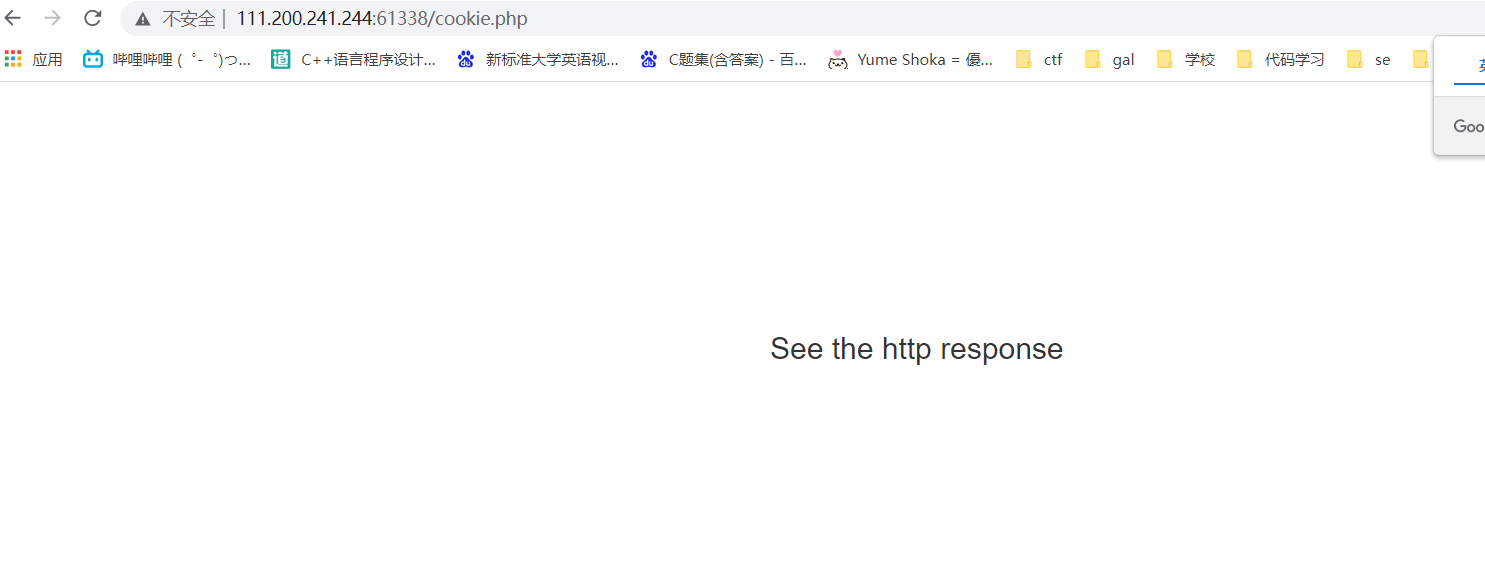 不安全 | 111.200.241.244:61338/cookie.php
应用 哔哩哔哩 (゜-゜)つ... C++语言程序设计... 新标准大学英语视... C题集(含答案) - 百... Yume Shoka = 優... ctf gal 学校 代码学习 se
Goo
See the http response